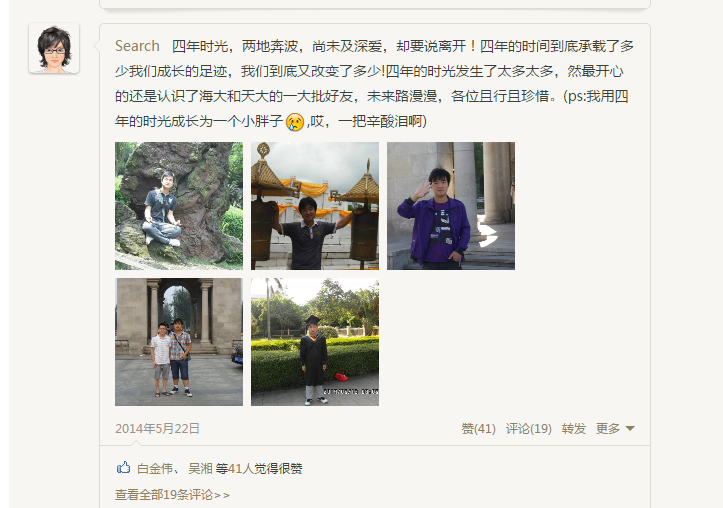 Search 四年时光，两地奔波，尚未及深爱，却要说离开！四年的时间到底承载了多
少我们成长的足迹，我们到底又改变了多少!四年的时光发生了太多太多，然最开心
的还是认识了海大和天大的一大批好友，未来路漫漫，各位且行且珍惜。(ps:我用四
年的时光成长为一个小胖子,哎，一把辛酸泪啊)
2014年5月22日 赞(41) 评论(19) 转发 更多
白金伟、吴湘 等41人觉得很赞
查看全部19条评论>>